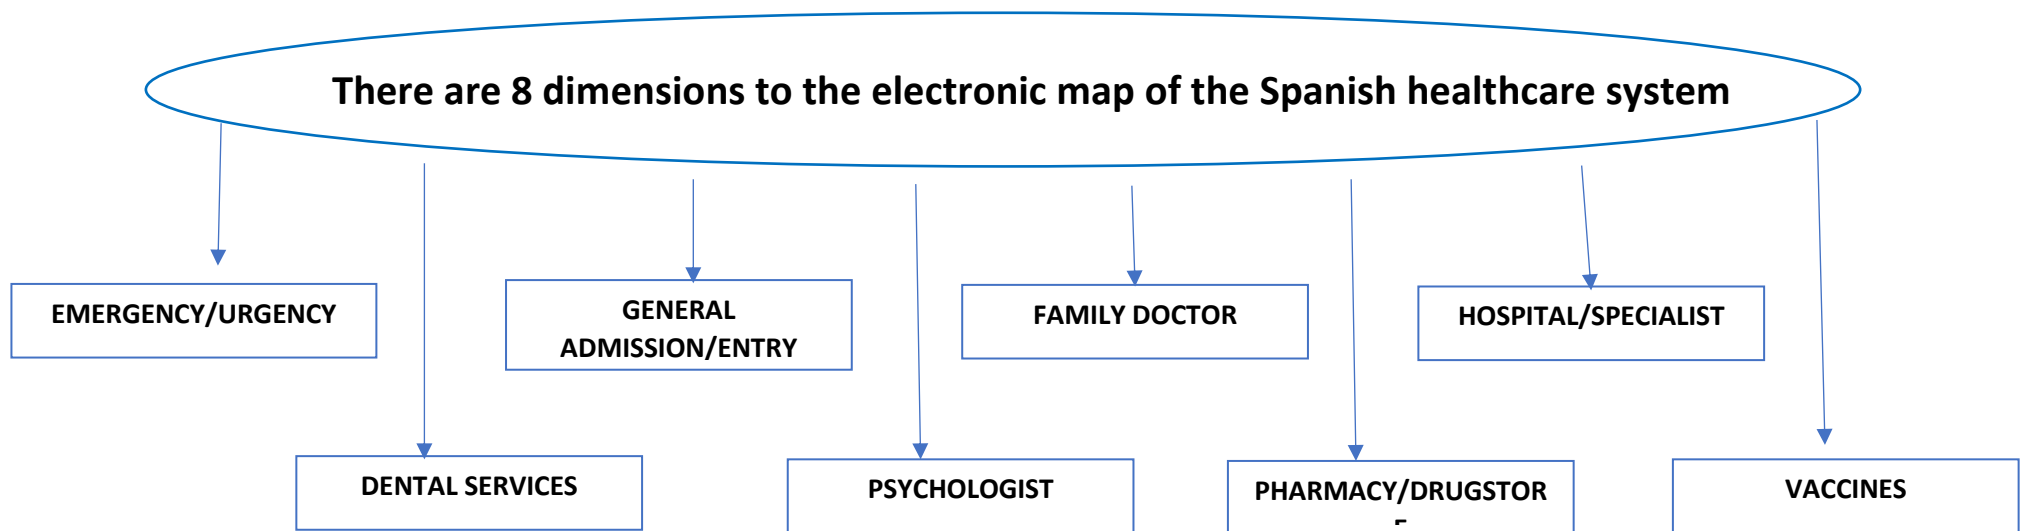 There are 8 dimensions to the electronic map of the Spanish healthcare system
EMERGENCY/URGENCY
GENERAL
ADMISSION/ENTRY
FAMILY DOCTOR
HOSPITAL/SPECIALIST
DENTAL SERVICES
PSYCHOLOGIST
PHARMACY/DRUGSTOR
VACCINES